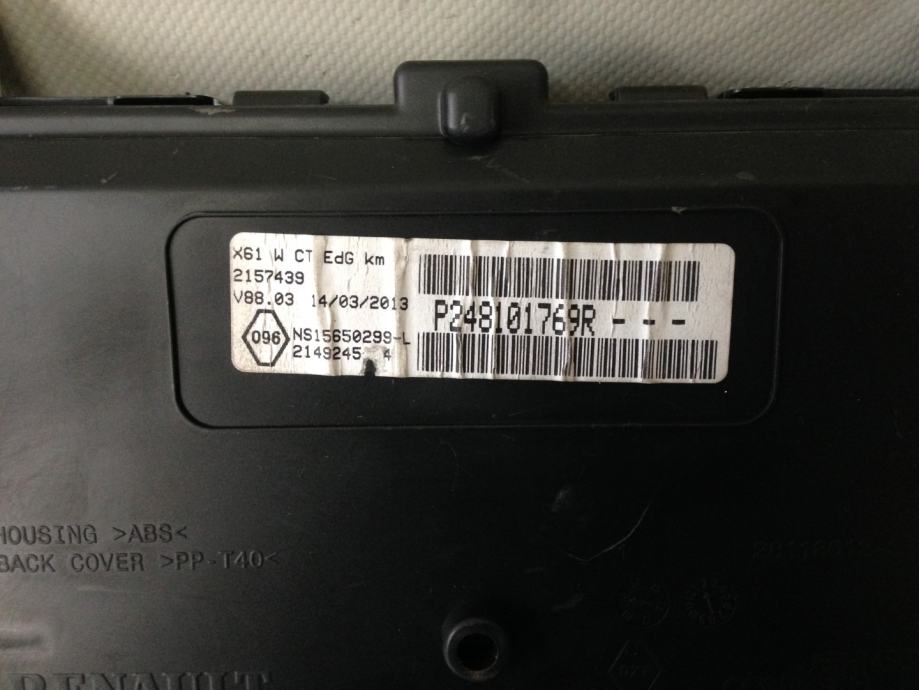 X61 W CT EdG km
2157439
V88.03 14/03/2013
096
NS15650299-L
2149245 4
P248101769R - - -
HOUSING >ABS<
BACK COVER >PP-T40<
RENAULT